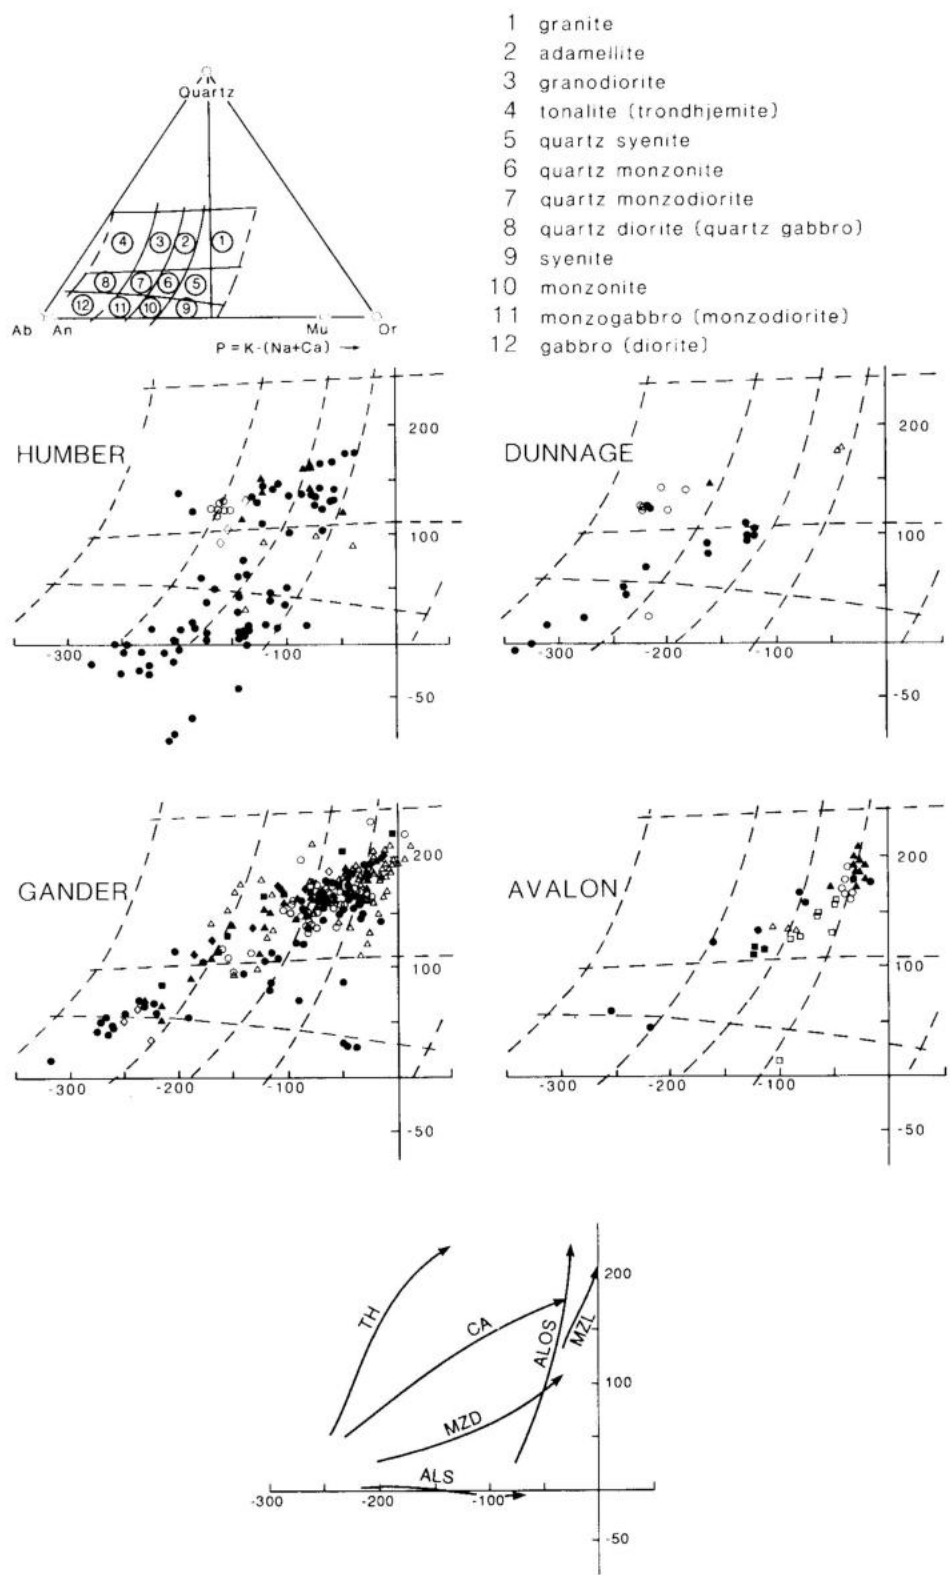 1 granite
2 adamellite
3 granodiorite
4 tonalite (trondhjemite)
5 quartz syenite
6 quartz monzonite
7 quartz monzodiorite
8 quartz diorite (quartz gabbro)
9 syenite
10 monzonite
11 monzogabbro (monzodiorite)
12 gabbro (diorite)
Quartz
4 3 2 1
8 7 6 5
12 11 10 9
Ab An Mu Or
P = K-(Na+Ca)
HUMBER
200
100
-300 -200 -100
-50
DUNNAGE
200
100
-300 -200 -100
-50
GANDER
200
100
-300 -200 -100
-50
AVALON
200
100
-300 -200 -100
-50
TH
CA
ALOS
MZL
MZD
ALS
200
100
-300 -200 -100
-50